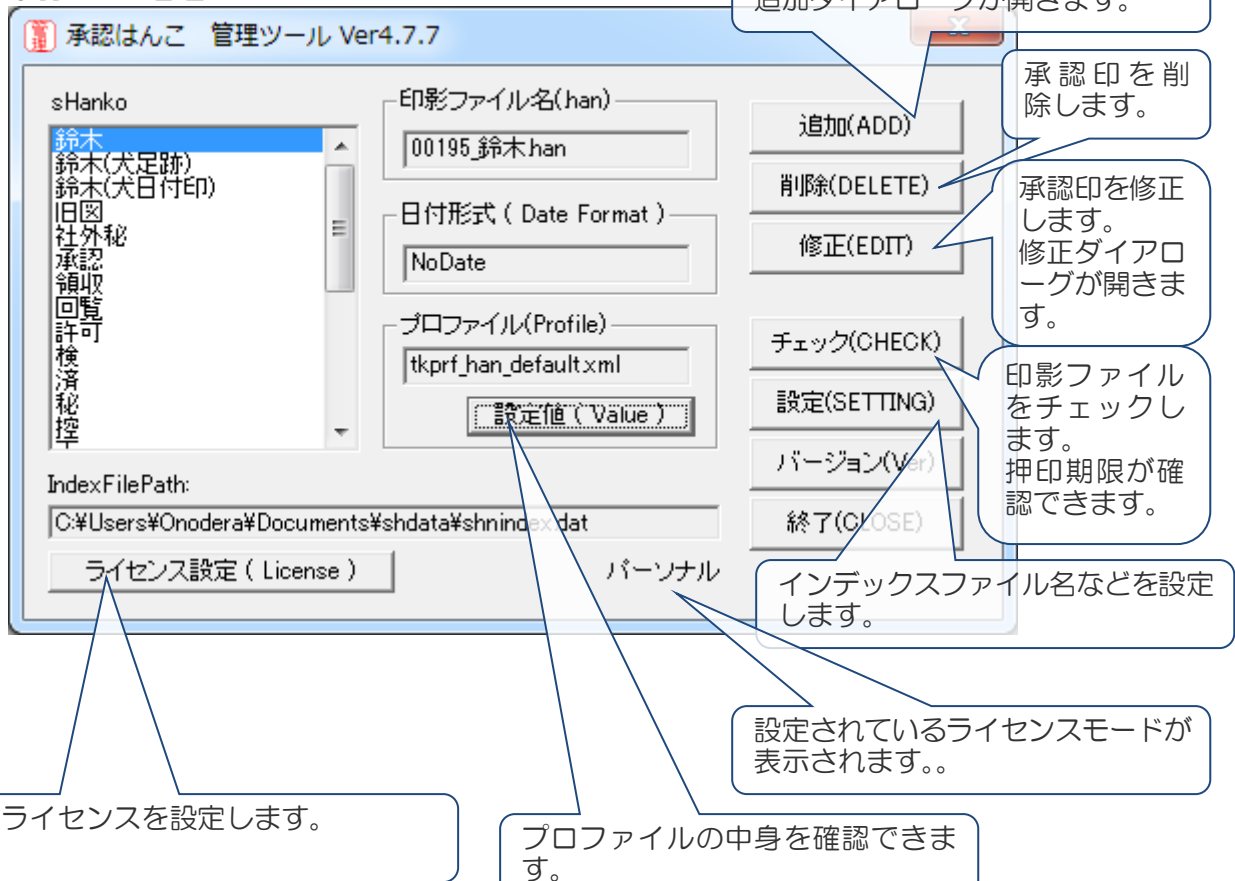 追加ダイアローグが開きます。
承認はんこ　管理ツール Ver4.7.7
承認印を削
除します。
sHanko
鈴木
鈴木(犬足跡)
鈴木(犬日付印)
旧図
社外秘
承認
領収
回覧
許可
検
済
秘
控
印影ファイル名(han)
00195_鈴木.han
日付形式 ( Date Format )
NoDate
プロファイル(Profile)
tkprf_han_default.xml
設定値 ( Value )
追加(ADD)
削除(DELETE)
修正(EDIT)
承認印を修正
します。
修正ダイアロ
ーグが開きま
す。
チェック(CHECK)
設定(SETTING)
バージョン(Ver)
終了(CLOSE)
印影ファイル
をチェックし
ます。
押印期限が確
認できます。
IndexFilePath:
C:¥Users¥Onodera¥Documents¥shdata¥shnindex.dat
ライセンス設定 ( License )
パーソナル
インデックスファイル名などを設定
します。
設定されているライセンスモードが
表示されます。。
ライセンスを設定します。
プロファイルの中身を確認できま
す。